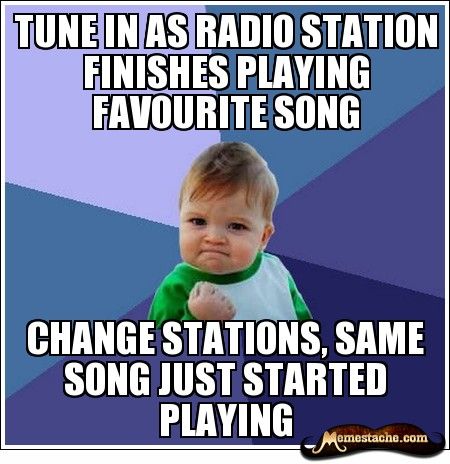 TUNE IN AS RADIO STATION
FINISHES PLAYING
FAVOURITE SONG
CHANGE STATIONS, SAME
SONG JUST STARTED
PLAYING
Memestache.com